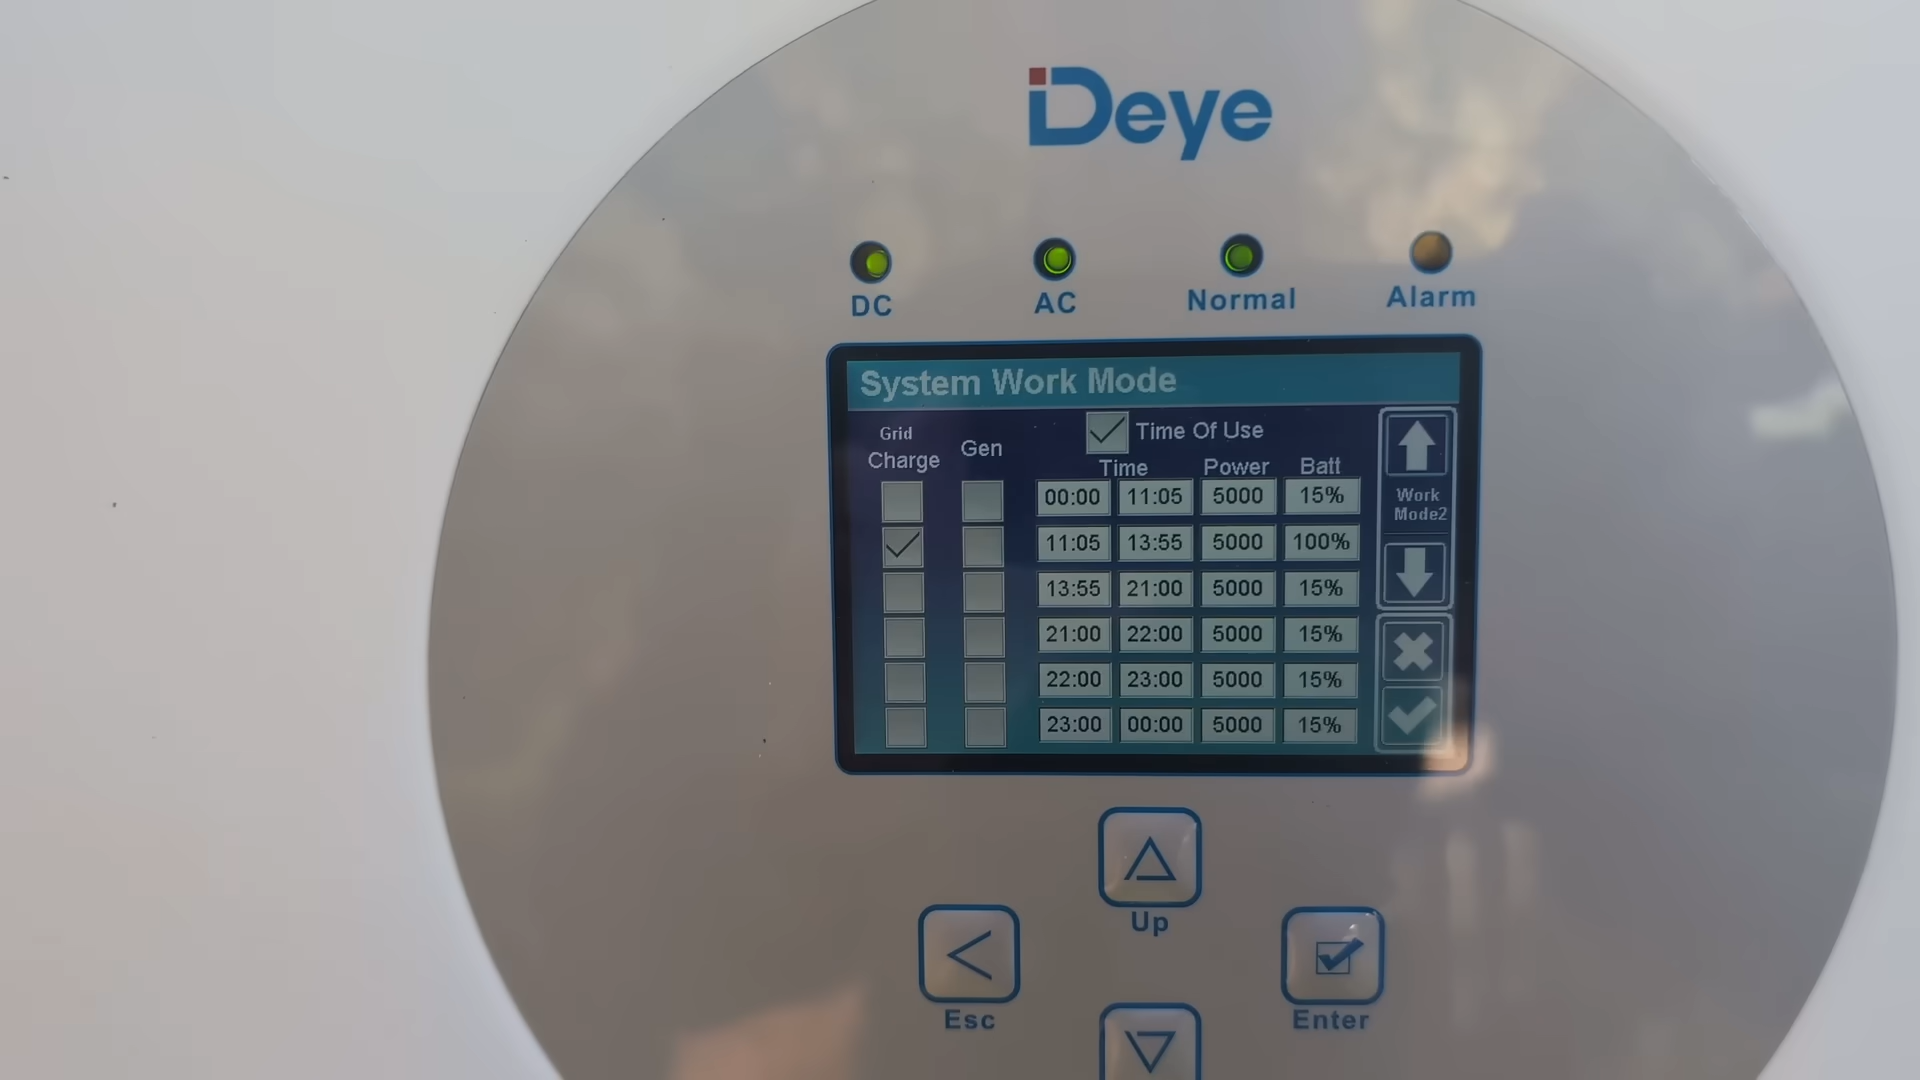 Deye
DC AC Normal Alarm
System Work Mode
Grid Charge Gen Time Of Use
Time Power Batt
00:00 11:05 5000 15%
11:05 13:55 5000 100%
13:55 21:00 5000 15%
21:00 22:00 5000 15%
22:00 23:00 5000 15%
23:00 00:00 5000 15%
Work
Mode2
Up
Esc Enter